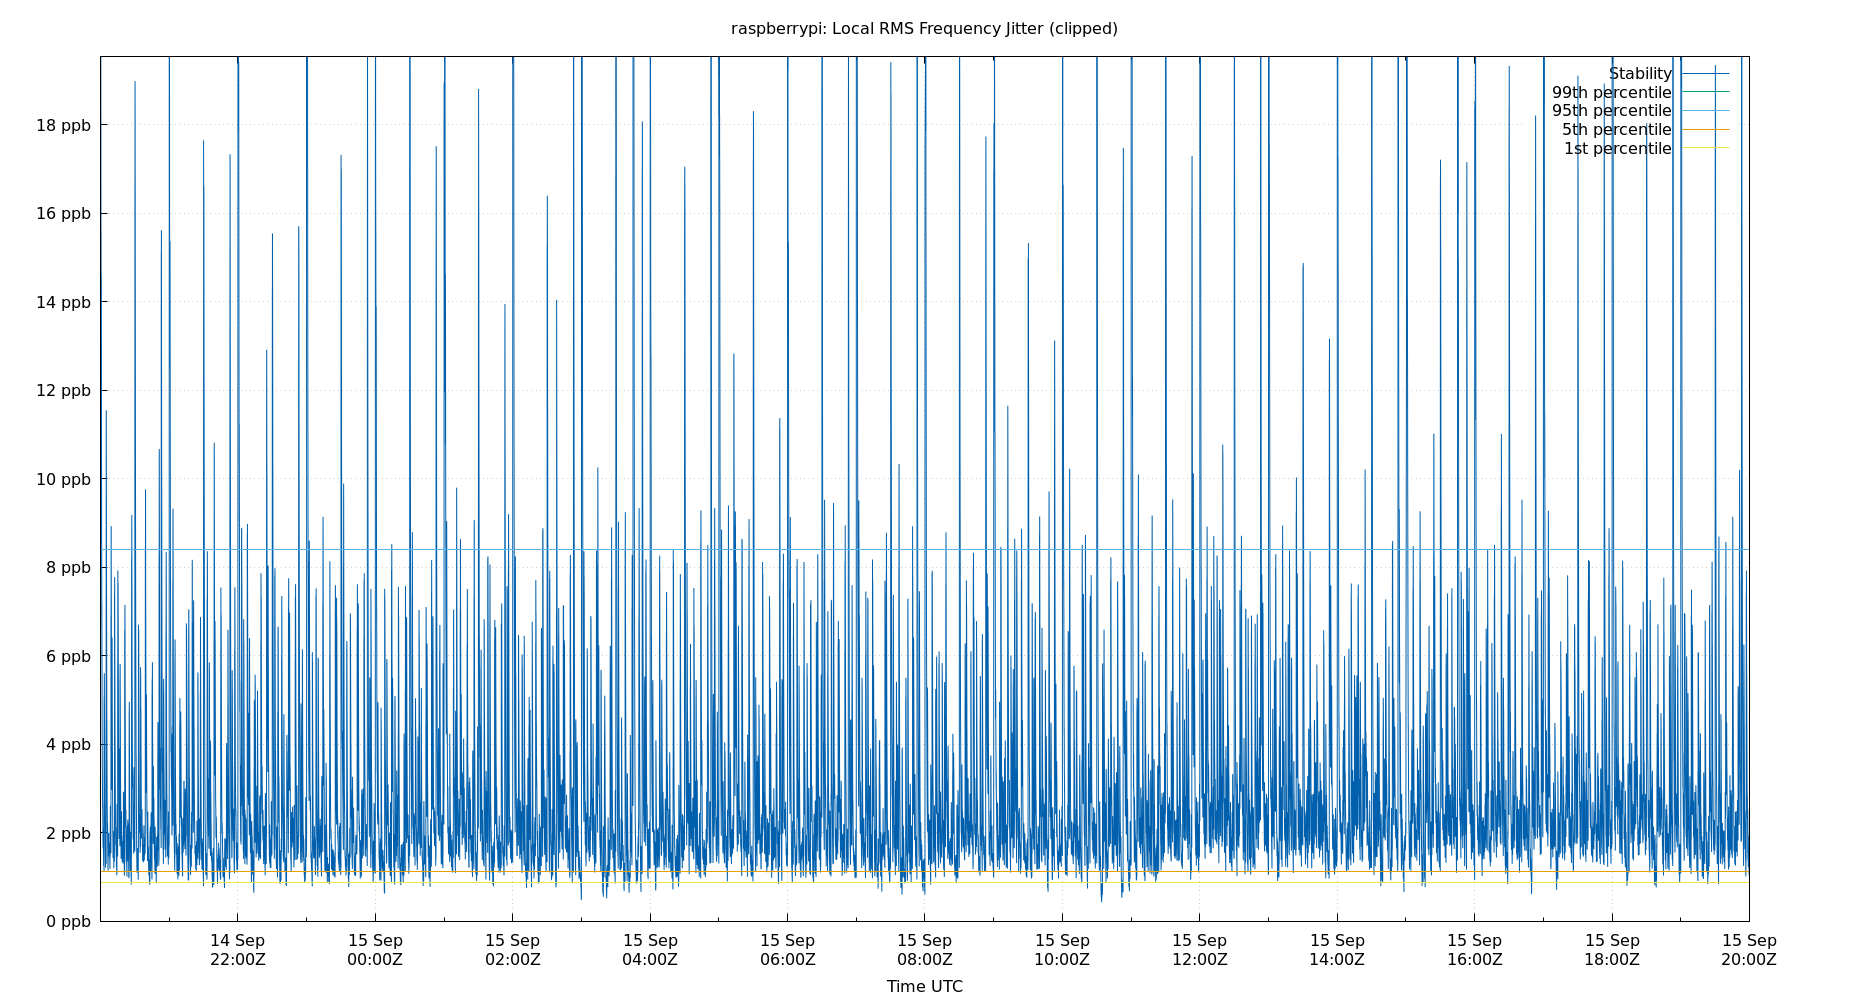 raspberrypi: Local RMS Frequency Jitter (clipped)
Stability
99th percentile
95th percentile
5th percentile
1st percentile
18 ppb
16 ppb
14 ppb
12 ppb
10 ppb
8 ppb
6 ppb
4 ppb
2 ppb
0 ppb
14 Sep 15 Sep 15 Sep 15 Sep 15 Sep 15 Sep 15 Sep 15 Sep 15 Sep 15 Sep 15 Sep 15 Sep
22:00Z 00:00Z 02:00Z 04:00Z 06:00Z 08:00Z 10:00Z 12:00Z 14:00Z 16:00Z 18:00Z 20:00Z
Time UTC